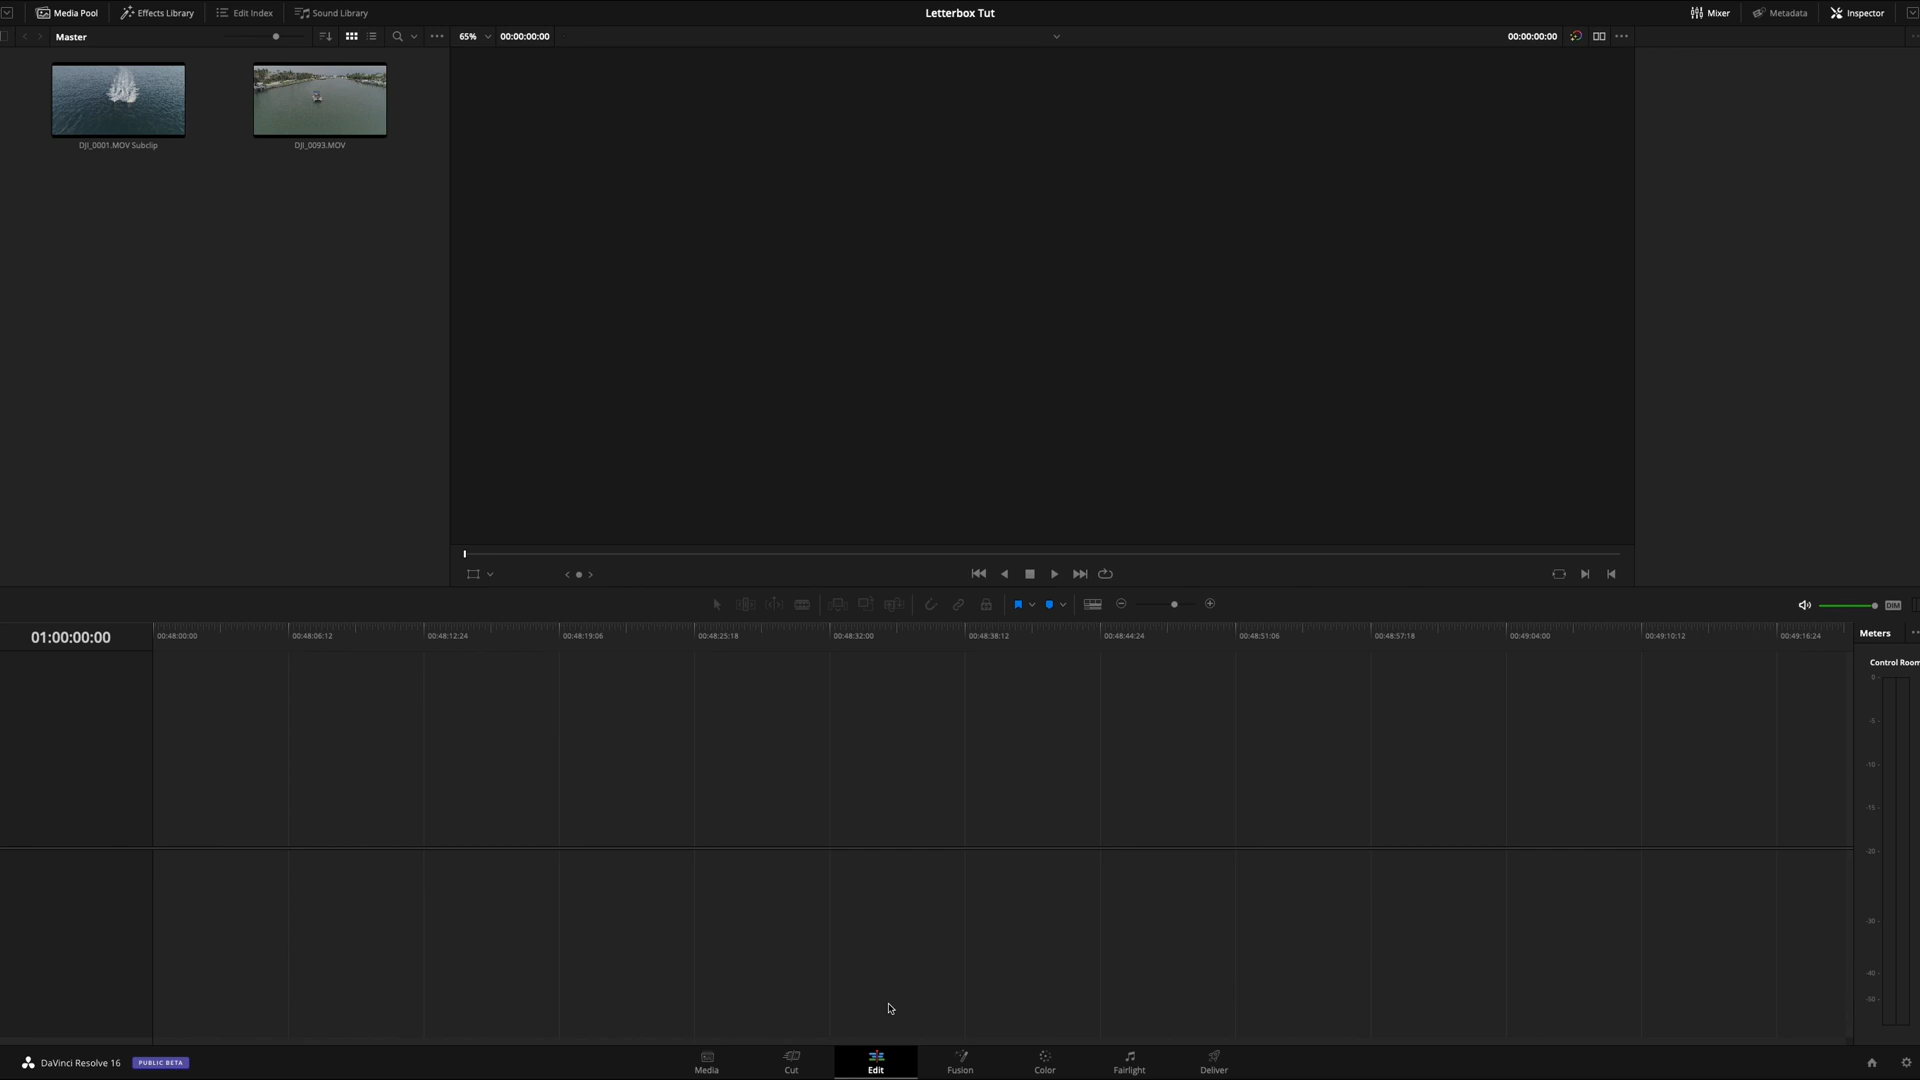 Media Pool Effects Library Edit Index Sound Library Letterbox Tut Mixer Metadata Inspector
Master 65% 00:00:00:00 00:00:00:00
DJI_0001.MOV Subclip DJI_0093.MOV
DIM
01:00:00:00 00:48:00:00 00:48:06:12 00:48:12:24 00:48:19:06 00:48:25:18 00:48:32:00 00:48:38:12 00:48:44:24 00:48:51:06 00:48:57:18 00:49:04:00 00:49:10:12 00:49:16:24 Meters
Control Room
0
-5
-10
-15
-20
-30
-40
-50
DaVinci Resolve 16 PUBLIC BETA Media Cut Edit Fusion Color Fairlight Deliver